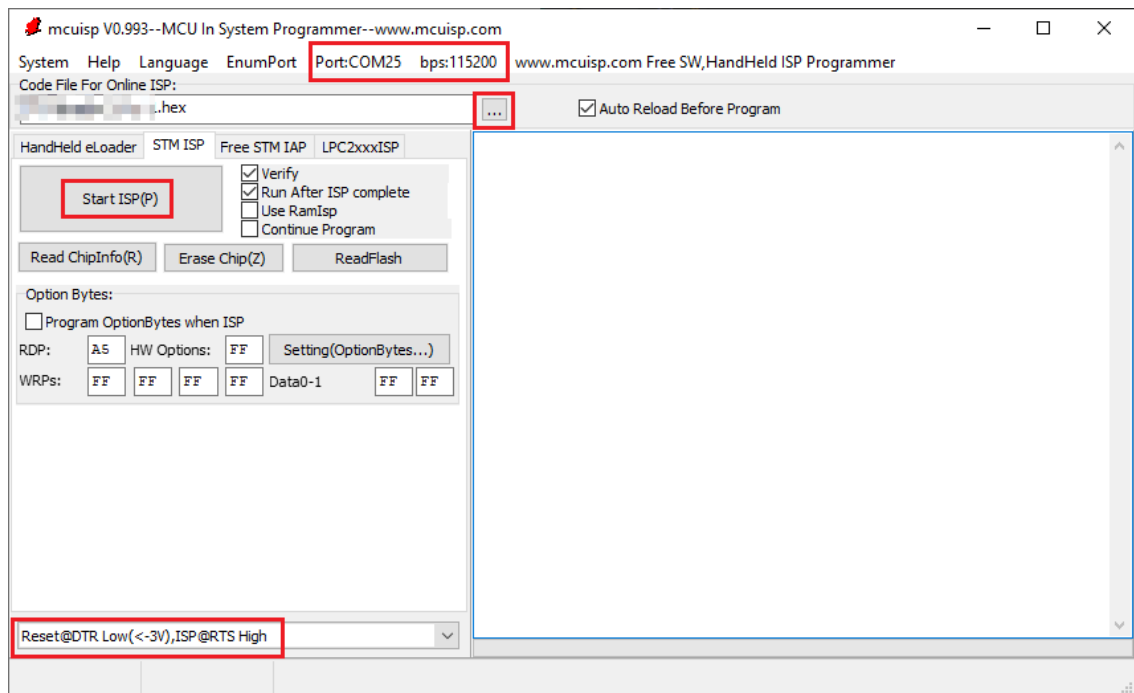 mcuisp V0.993--MCU In System Programmer--www.mcuisp.com
System Help Language EnumPort Port:COM25 bps:115200 www.mcuisp.com Free SW,HandHeld ISP Programmer
Code File For Online ISP:
.hex ... Auto Reload Before Program
HandHeld eLoader STM ISP Free STM IAP LPC2xxxISP
Start ISP(P)
Verify
Run After ISP complete
Use RamIsp
Continue Program
Read ChipInfo(R) Erase Chip(Z) ReadFlash
Option Bytes:
Program OptionBytes when ISP
RDP: A5 HW Options: FF Setting(OptionBytes...)
WRPs: FF FF FF FF Data0-1 FF FF
Reset@DTR Low(<-3V),ISP@RTS High